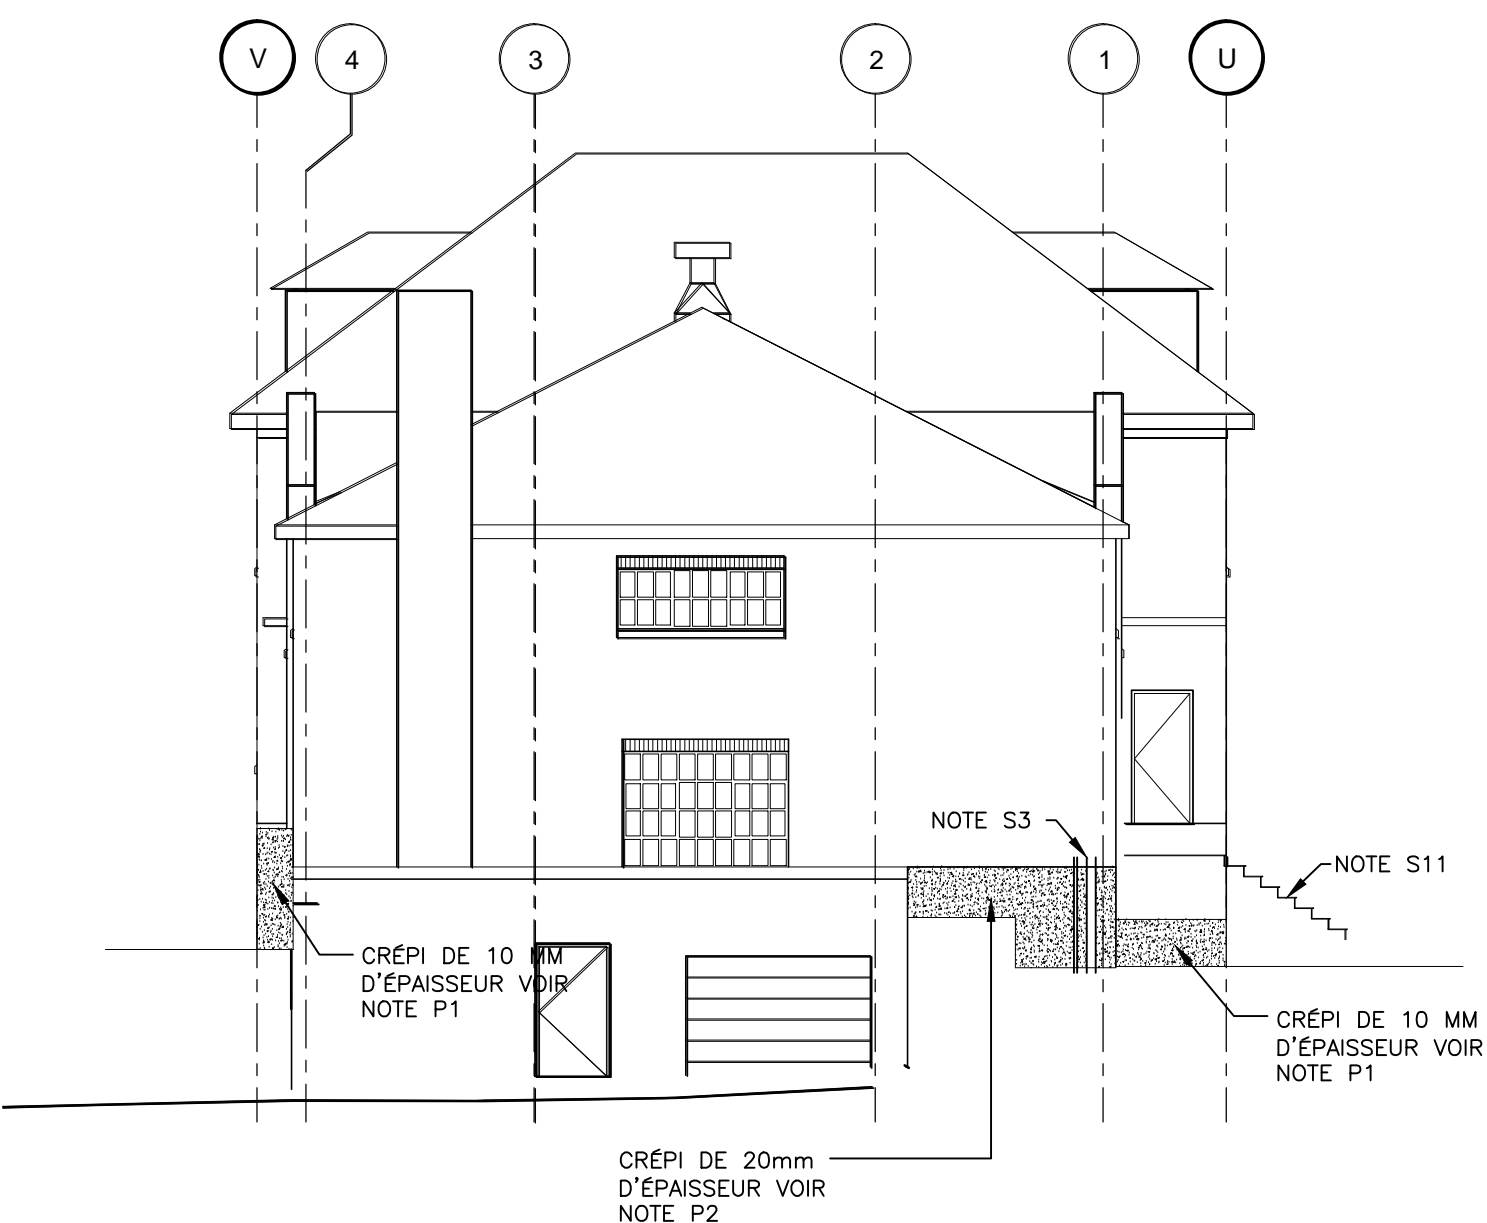 V 4 3 2 1 U
NOTE S3
NOTE S11
CRÉPI DE 10 MM
D'ÉPAISSEUR VOIR
NOTE P1
CRÉPI DE 10 MM
D'ÉPAISSEUR VOIR
NOTE P1
CRÉPI DE 20mm
D'ÉPAISSEUR VOIR
NOTE P2